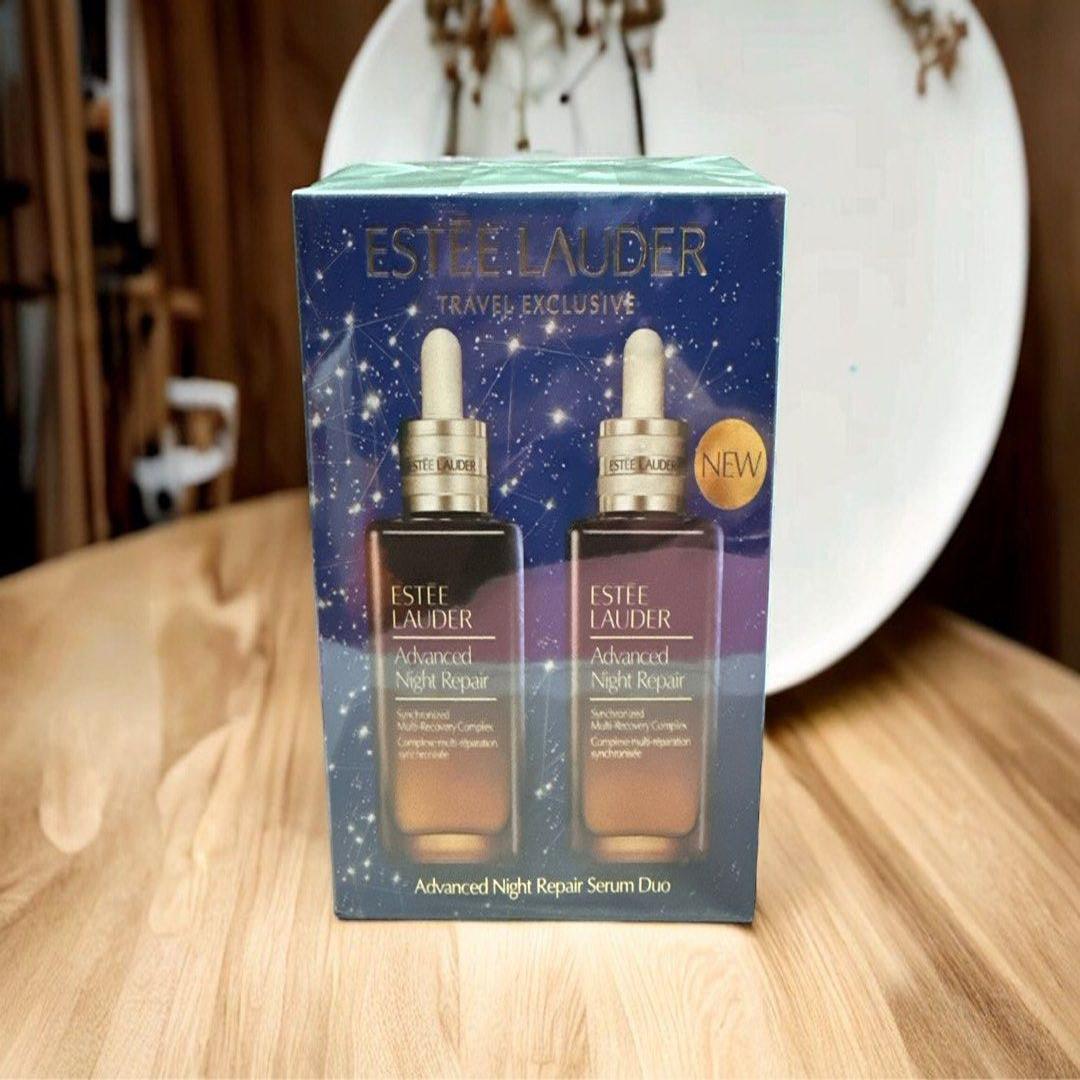 ESTĒE LAUDER
TRAVEL EXCLUSIVE
ESTĒE LAUDER
ESTĒE LAUDER
NEW
ESTĒE
LAUDER
Advanced
Night Repair
Synchronized
Multi-Recovery Complex
Complexe multi-réparation
synchronisée
ESTĒE
LAUDER
Advanced
Night Repair
Synchronized
Multi-Recovery Complex
Complexe multi-réparation
synchronisée
Advanced Night Repair Serum Duo